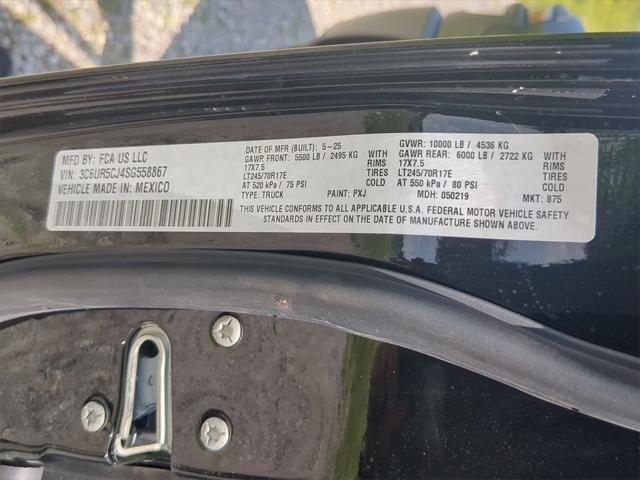 MFD BY: FCA US LLC
VIN: 3C6UR5CJ4SG558867
VEHICLE MADE IN: MEXICO
DATE OF MFR (BUILT): 5-25
GAWR FRONT: 5500 LB / 2495 KG
17X7.5
LT245/70R17E
AT 520 kPa / 75 PSI
TYPE: TRUCK
WITH
RIMS
TIRES
PAINT: PXJ
GVWR: 10000 LB / 4536 KG
GAWR REAR: 6000 LB / 2722 KG
17X7.5
LT245/70R17E
AT 550 kPa / 80 PSI
MDH: 050219
WITH
RIMS
TIRES
MKT: 875
THIS VEHICLE CONFORMS TO ALL APPLICABLE U.S.A. FEDERAL MOTOR VEHICLE SAFETY
STANDARDS IN EFFECT ON THE DATE OF MANUFACTURE SHOWN ABOVE.